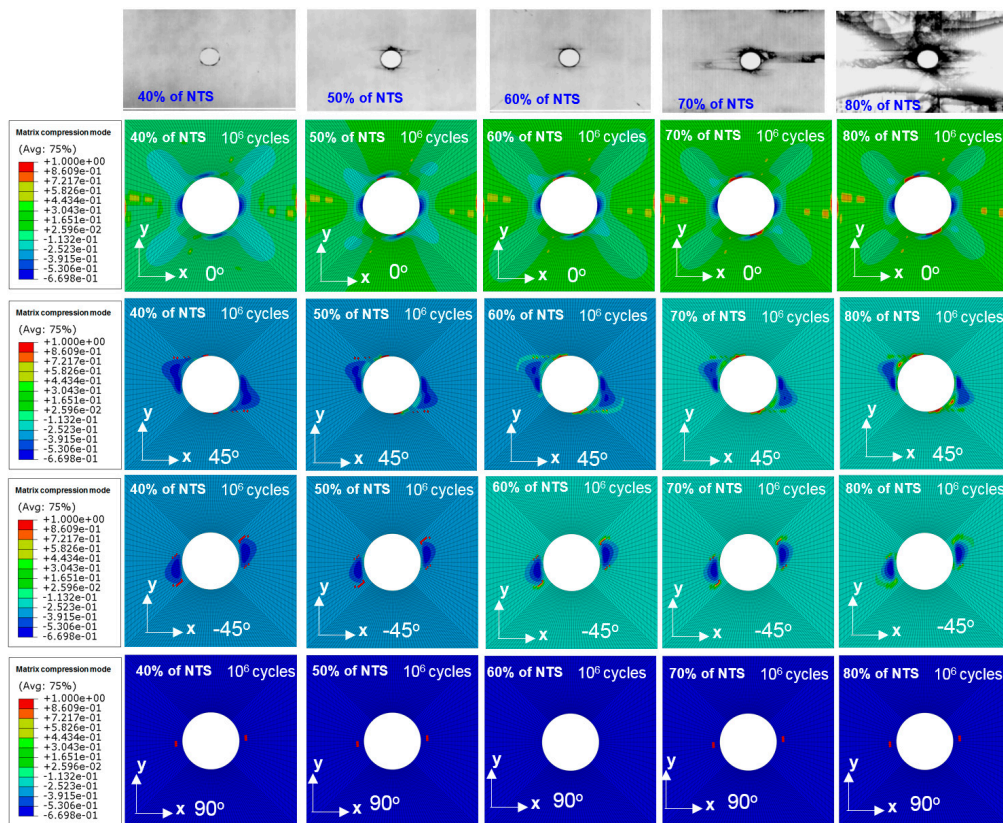 40% of NTS
50% of NTS
60% of NTS
70% of NTS
80% of NTS
Matrix compression mode
(Avg: 75%)
+1.000e+00
+8.609e-01
+7.217e-01
+5.826e-01
+4.434e-01
+3.043e-01
+1.651e-01
+2.596e-02
-1.132e-01
-2.523e-01
-3.915e-01
-5.306e-01
-6.698e-01
40% of NTS 10⁶ cycles
y
x
0°
50% of NTS 10⁶ cycles
y
x
0°
60% of NTS 10⁶ cycles
y
x
0°
70% of NTS 10⁶ cycles
y
x
0°
80% of NTS 10⁶ cycles
y
x
0°
Matrix compression mode
(Avg: 75%)
+1.000e+00
+8.609e-01
+7.217e-01
+5.826e-01
+4.434e-01
+3.043e-01
+1.651e-01
+2.596e-02
-1.132e-01
-2.523e-01
-3.915e-01
-5.306e-01
-6.698e-01
40% of NTS 10⁶ cycles
y
x
45°
50% of NTS 10⁶ cycles
y
x
45°
60% of NTS 10⁶ cycles
y
x
45°
70% of NTS 10⁶ cycles
y
x
45°
80% of NTS 10⁶ cycles
y
x
45°
Matrix compression mode
(Avg: 75%)
+1.000e+00
+8.609e-01
+7.217e-01
+5.826e-01
+4.434e-01
+3.043e-01
+1.651e-01
+2.596e-02
-1.132e-01
-2.523e-01
-3.915e-01
-5.306e-01
-6.698e-01
40% of NTS 10⁶ cycles
y
x
-45°
50% of NTS 10⁶ cycles
y
x
-45°
60% of NTS 10⁶ cycles
y
x
-45°
70% of NTS 10⁶ cycles
y
x
-45°
80% of NTS 10⁶ cycles
y
x
-45°
Matrix compression mode
(Avg: 75%)
+1.000e+00
+8.609e-01
+7.217e-01
+5.826e-01
+4.434e-01
+3.043e-01
+1.651e-01
+2.596e-02
-1.132e-01
-2.523e-01
-3.915e-01
-5.306e-01
-6.698e-01
40% of NTS 10⁶ cycles
y
x
90°
50% of NTS 10⁶ cycles
y
x
90°
60% of NTS 10⁶ cycles
y
x
90°
70% of NTS 10⁶ cycles
y
x
90°
80% of NTS 10⁶ cycles
y
x
90°